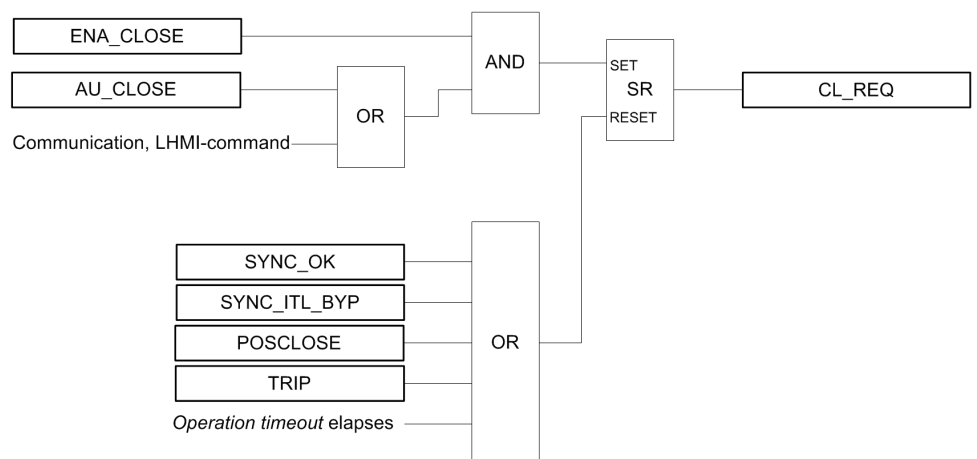 ENA_CLOSE
AND
AU_CLOSE
OR
Communication, LHMI-command
SET
SR
RESET
CL_REQ
SYNC_OK
SYNC_ITL_BYP
POSCLOSE
OR
TRIP
Operation timeout elapses